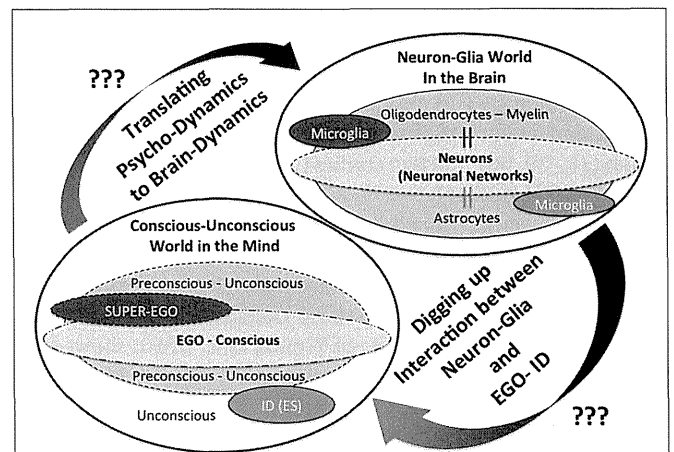 ???
Translating
Psycho-Dynamics
to Brain-Dynamics
Neuron-Glia World
In the Brain
Oligodendrocytes – Myelin
Microglia
Neurons
(Neuronal Networks)
Microglia
Astrocytes
Conscious-Unconscious
World in the Mind
Preconscious - Unconscious
SUPER-EGO
EGO - Conscious
Preconscious - Unconscious
Unconscious
ID (ES)
Digging up
Interaction between
Neuron-Glia
and
EGO- ID
???